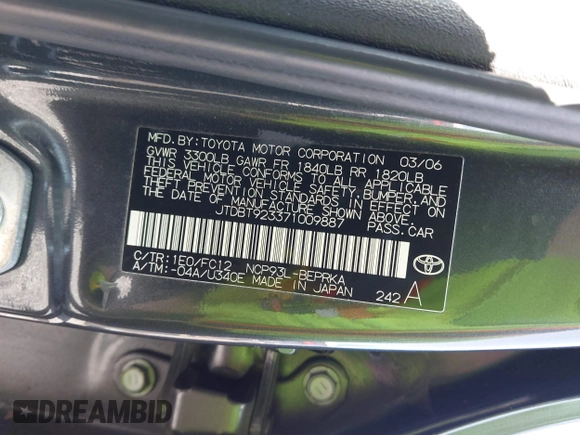 MFD.BY:TOYOTA MOTOR CORPORATION 03/06
GVWR 3300LB GAWR FR 1840LB RR 1820LB
THIS VEHICLE CONFORMS TO ALL APPLICABLE
FEDERAL MOTOR VEHICLE SAFETY, BUMPER, AND
THEFT PREVENTION STANDARDS IN EFFECT ON
THE DATE OF MANUFACTURE SHOWN ABOVE.
JTDBT923371009887 PASS.CAR
C/TR:1E0/FC12 NCP93L-BEPRKA
A/TM:-04A/U340E MADE IN JAPAN 242 A
DREAMBID